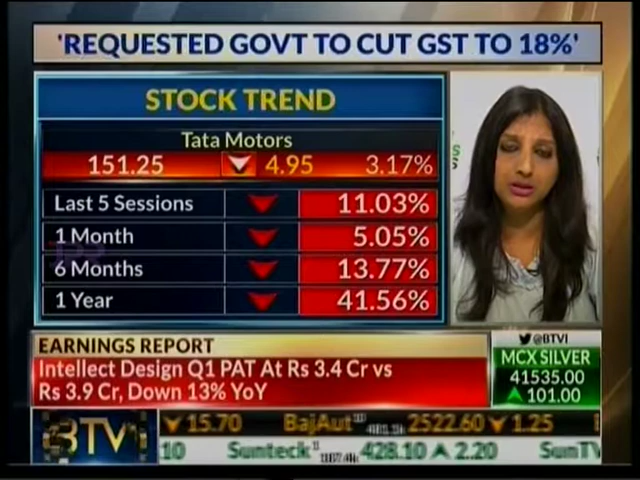 'REQUESTED GOVT TO CUT GST TO 18%'
STOCK TREND
Tata Motors
151.25 4.95 3.17%
Last 5 Sessions 11.03%
1 Month 5.05%
6 Months 13.77%
1 Year 41.56%
EARNINGS REPORT
Intellect Design Q1 PAT At Rs 3.4 Cr vs
Rs 3.9 Cr, Down 13% YoY
@BTVI
MCX SILVER
41535.00
101.00
BTVi
15.70 BajAut 2522.60 1.25
10 Sunteck 428.10 2.20 SunTV